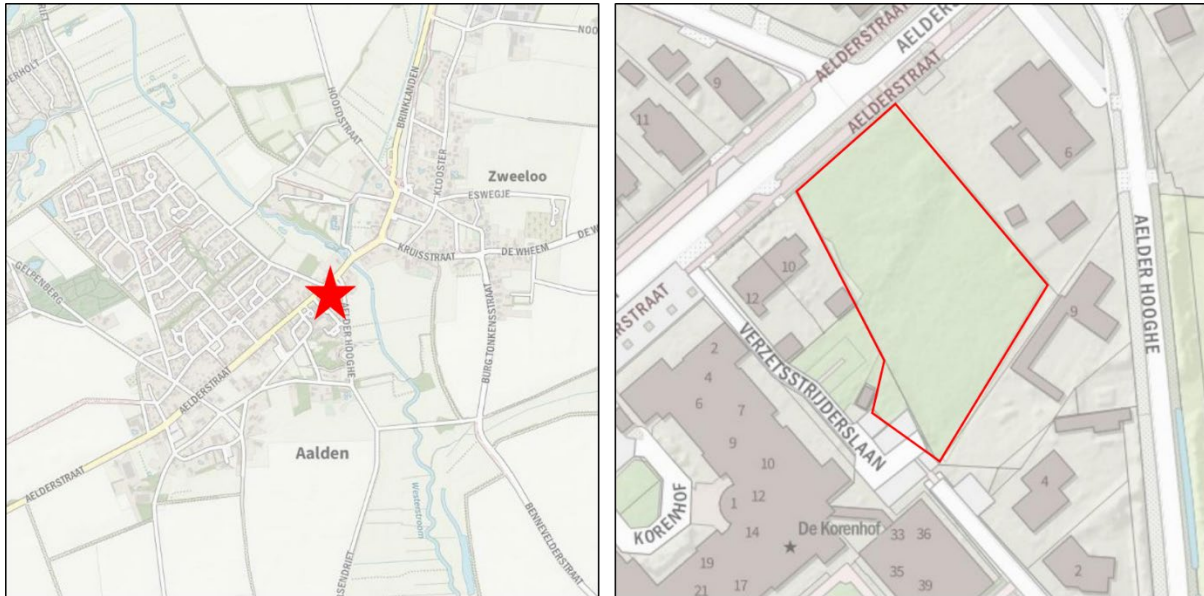 NOO
HOOFDSTRAAT
BRINKLANDEN
KLOOSTER
Zweeloo
ESWEGJE
KRUISSTRAAT
DE WHEEM
DE W
GELPENBERG
AELDER HOOGHE
BURG.TONKENSSTRAAT
AELDERSTRAAT
AELDERSTRAAT
Aalden
Westerstroom
BENNEVELDERSTRAAT
AELDERSTRAAT
AELDERSTRAAT
9
11
6
10
12
9
AELDER HOOGHE
VERZETSSTRIJDERSLAAN
2
4
6
7
9
10
12
1
14
4
KORENHOF
De Korenhof
33
36
19
35
2
21
17
39